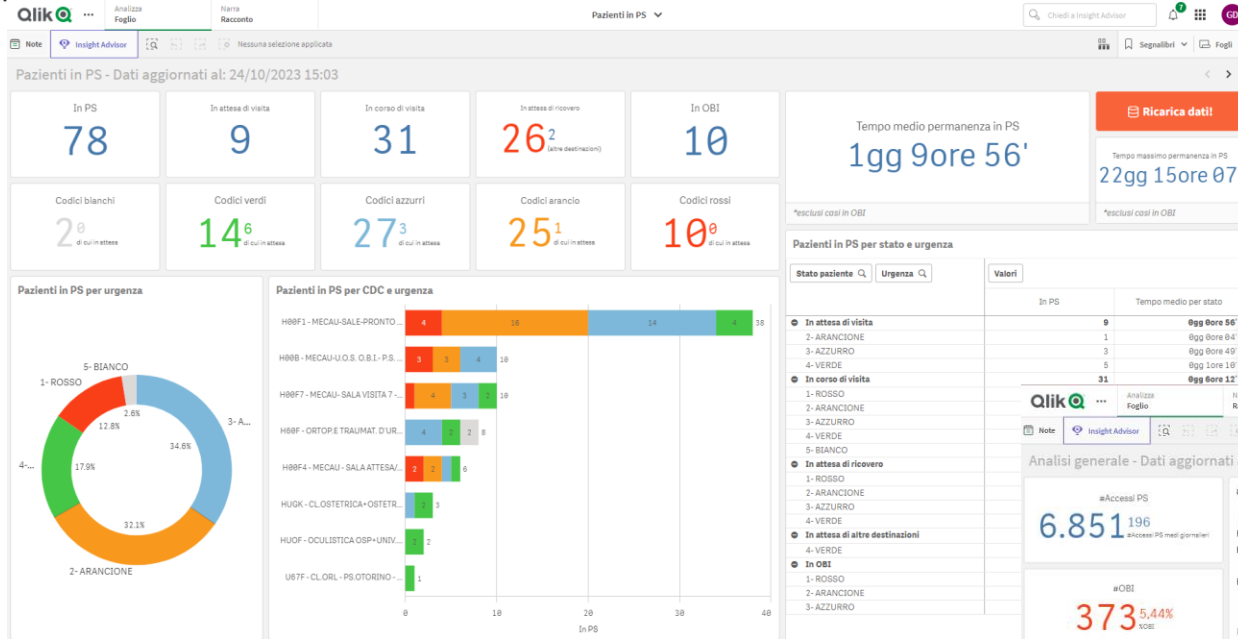 Qlik
Analizza
Foglio
Narra
Racconto
Pazienti in PS
Chiedi a Insight Advisor
7
GD
Note
Insight Advisor
Nessuna selezione applicata
Segnalibri
Fogli
Pazienti in PS - Dati aggiornati al: 24/10/2023 15:03
In PS
78
In attesa di visita
9
In corso di visita
31
In attesa di ricovero
26 2
(altre destinazioni)
In OBI
10
Codici bianchi
2 0
di cui in attesa
Codici verdi
14 6
di cui in attesa
Codici azzurri
27 3
di cui in attesa
Codici arancio
25 1
di cui in attesa
Codici rossi
10 0
di cui in attesa
Tempo medio permanenza in PS
1gg 9ore 56'
*esclusi casi in OBI
Ricarica dati!
Tempo massimo permanenza in PS
22gg 15ore 07
*esclusi casi in OBI
Pazienti in PS per urgenza
5- BIANCO
1- ROSSO
2.6%
12.8%
3- A...
34.6%
4-...
17.9%
32.1%
2- ARANCIONE
Pazienti in PS per CDC e urgenza
H00F1 - MECAU-SALE-PRONTO ... 4 16 14 4 38
H00B - MECAU-U.O.S. O.B.I.- P.S. ... 3 3 4 10
H00F7 - MECAU-SALA VISITA 7 -... 4 3 2 10
H60F - ORTOP.E TRAUMAT. D'UR... 4 2 2 8
H00F4 - MECAU - SALA ATTESA/... 2 2 6
HUGK - CL.OSTETRICA+OSTETR... 2 3
HUOF - OCULISTICA OSP+UNIV... 2 2
U67F - CL.ORL - PS.OTORINO - ... 1
0 10 20 30 40
In PS
Pazienti in PS per stato e urgenza
Stato paziente Urgenza Valori
In PS Tempo medio per stato
In attesa di visita 9 0gg 0ore 56'
2- ARANCIONE 1 0gg 0ore 04'
3- AZZURRO 3 0gg 0ore 49'
4- VERDE 5 0gg 1ore 10'
In corso di visita 31 0gg 6ore 12'
1- ROSSO
2- ARANCIONE
3- AZZURRO
4- VERDE
5- BIANCO
In attesa di ricovero
1- ROSSO
2- ARANCIONE
3- AZZURRO
4- VERDE
In attesa di altre destinazioni
4- VERDE
In OBI
1- ROSSO
2- ARANCIONE
3- AZZURRO
Qlik
Analizza
Foglio
Note
Insight Advisor
Analisi generale - Dati aggiornati
#Accessi PS
6.851 196
#Accessi PS medi giornalieri
#OBI
373 5,44%
%OBI